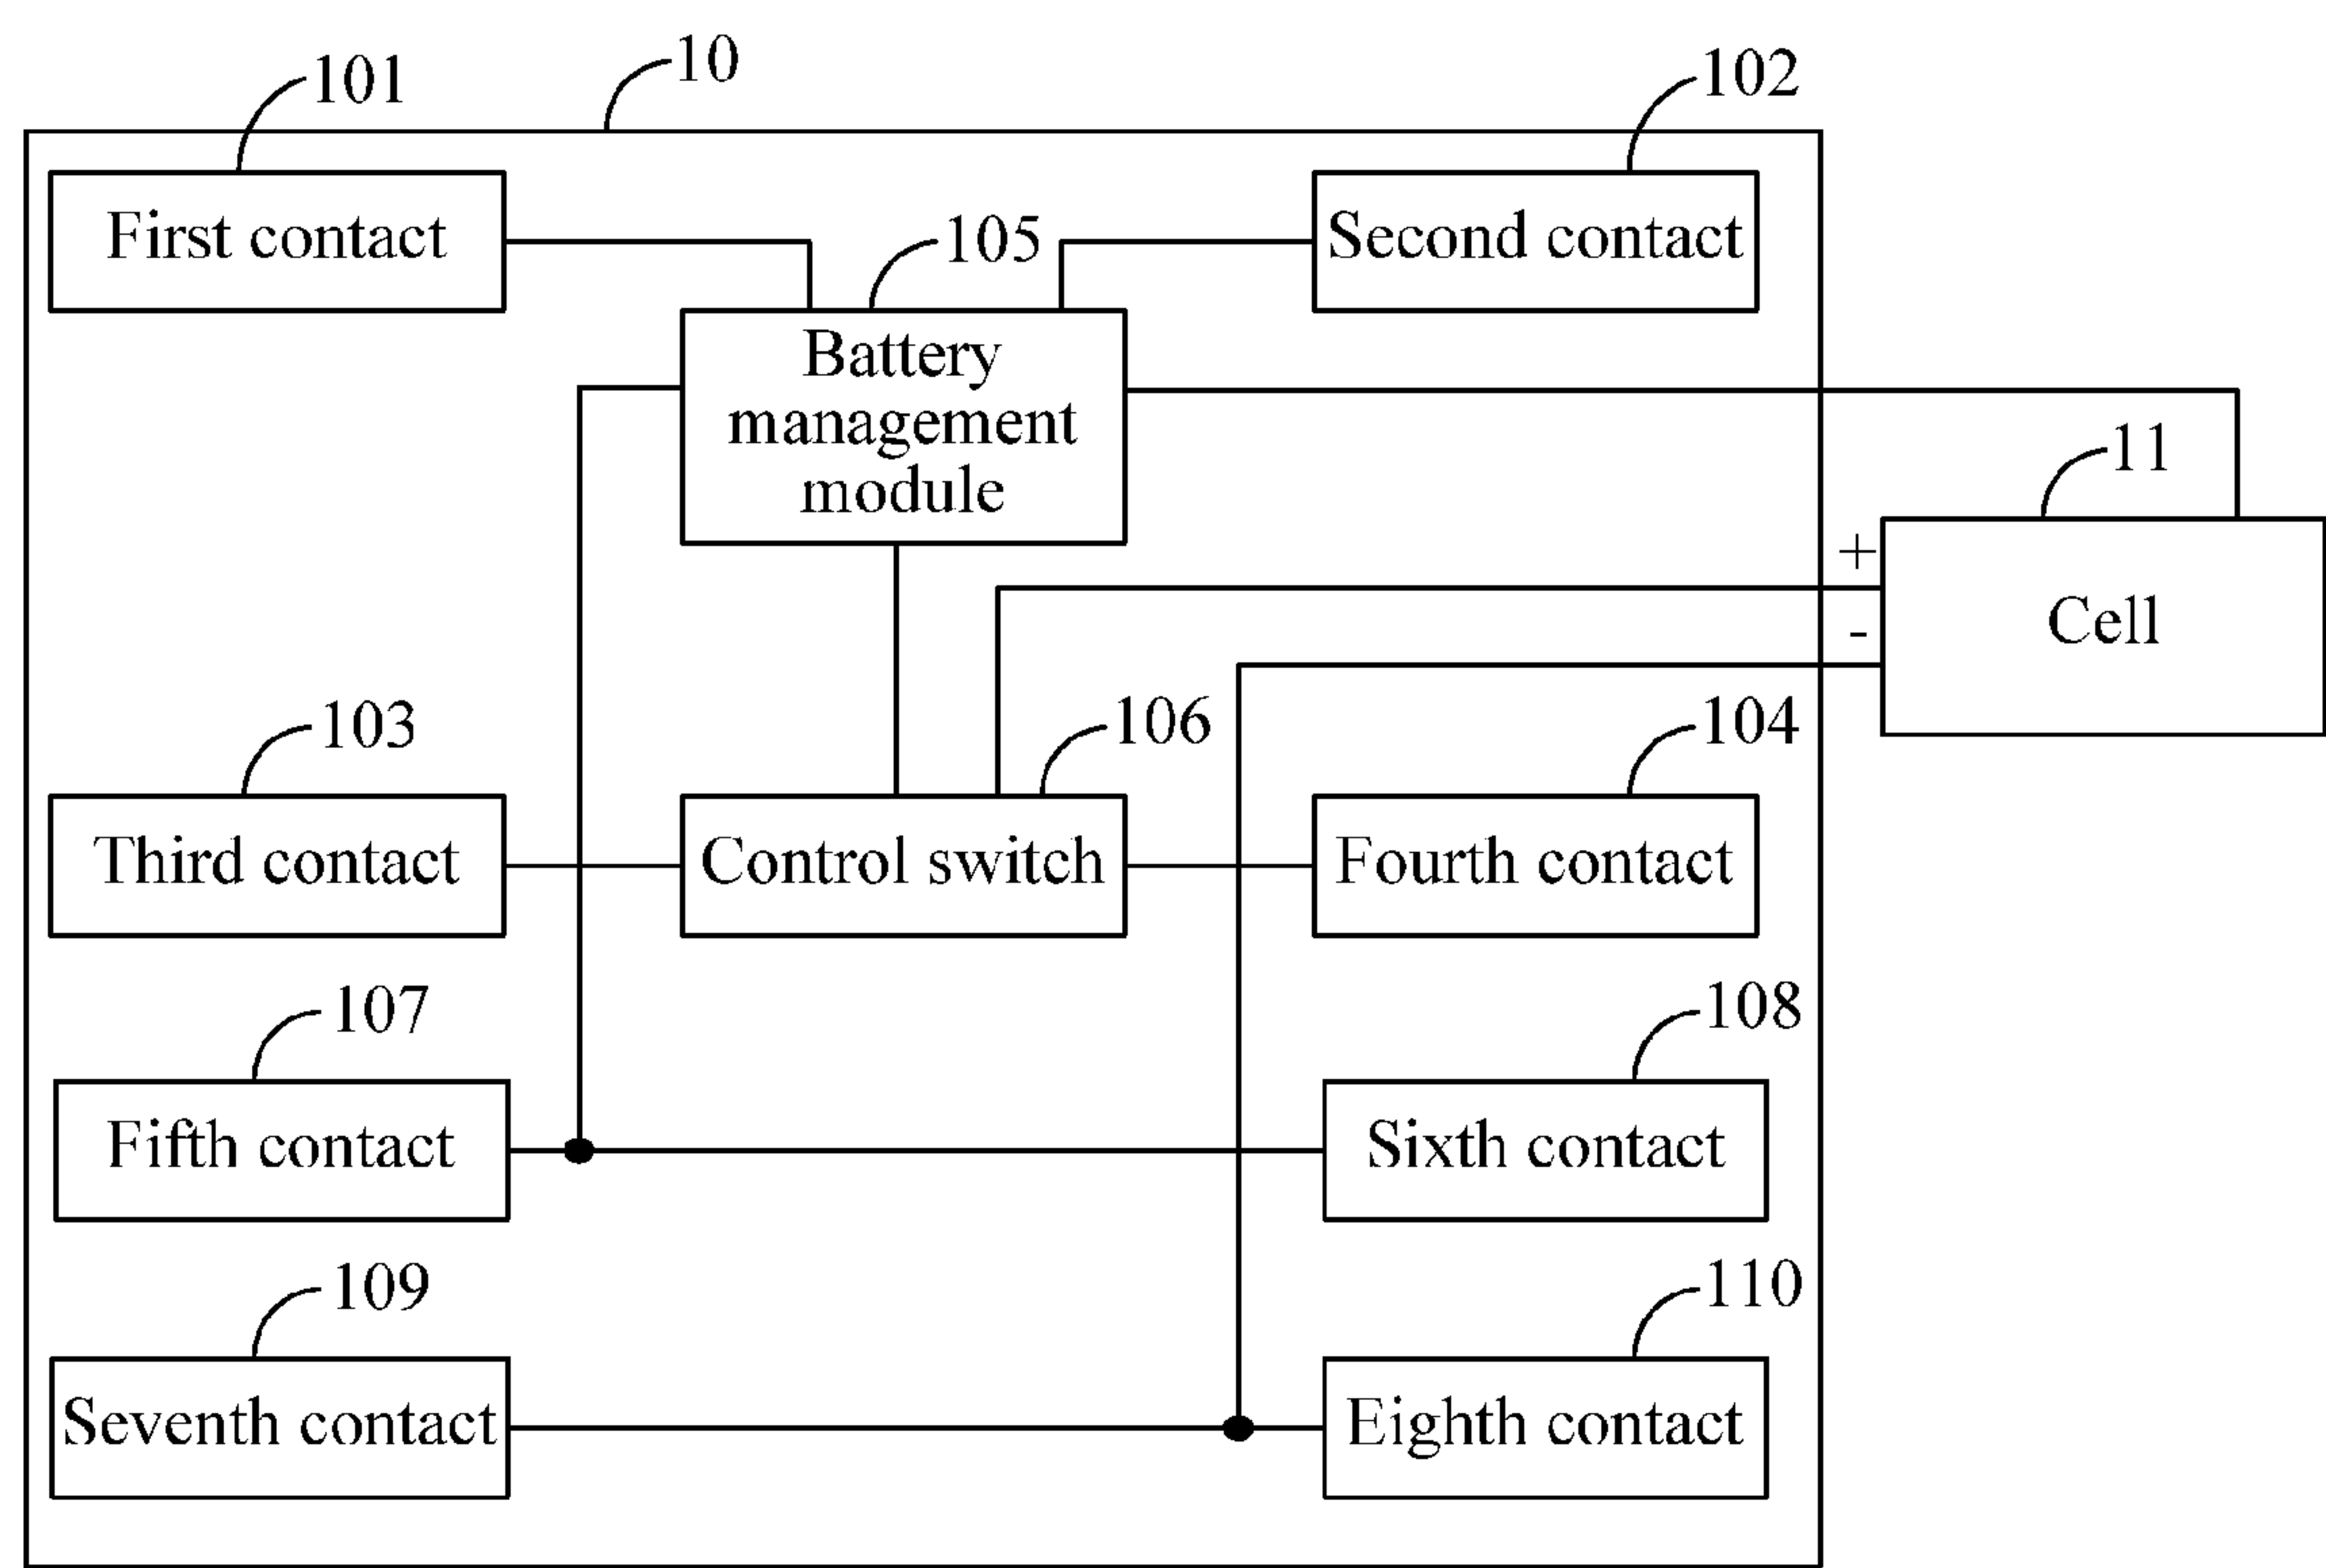 10
101
102
First contact
105
Second contact
Battery
management
module
11
+
-
Cell
103
106
104
Third contact
Control switch
Fourth contact
107
108
Fifth contact
Sixth contact
109
110
Seventh contact
Eighth contact